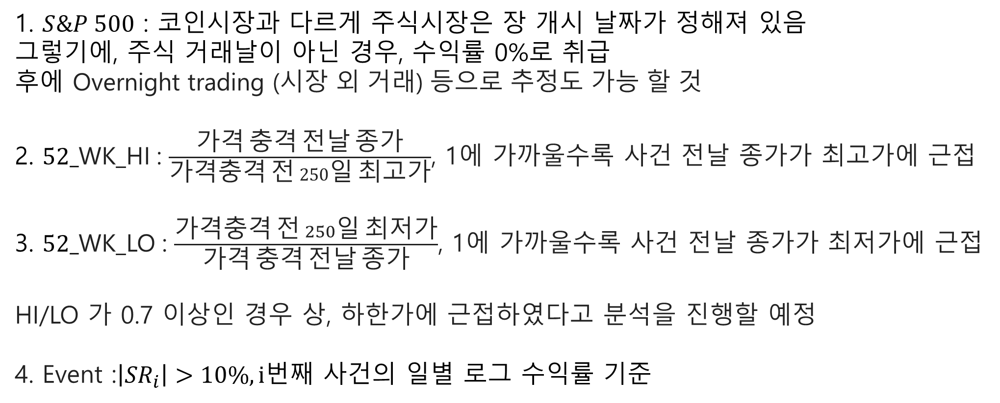 1. S&P 500 : 코인시장과 다르게 주식시장은 장 개시 날짜가 정해져 있음
그렇기에, 주식 거래날이 아닌 경우, 수익률 0%로 취급
후에 Overnight trading (시장 외 거래) 등으로 추정도 가능 할 것
2. 52_WK_HI : 가격 충격 전날 종가 / 가격충격 전 250일 최고가, 1에 가까울수록 사건 전날 종가가 최고가에 근접
3. 52_WK_LO : 가격충격 전 250일 최저가 / 가격 충격 전날 종가, 1에 가까울수록 사건 전날 종가가 최저가에 근접
HI/LO 가 0.7 이상인 경우 상, 하한가에 근접하였다고 분석을 진행할 예정
4. Event :|SR_i| > 10%, i번째 사건의 일별 로그 수익률 기준